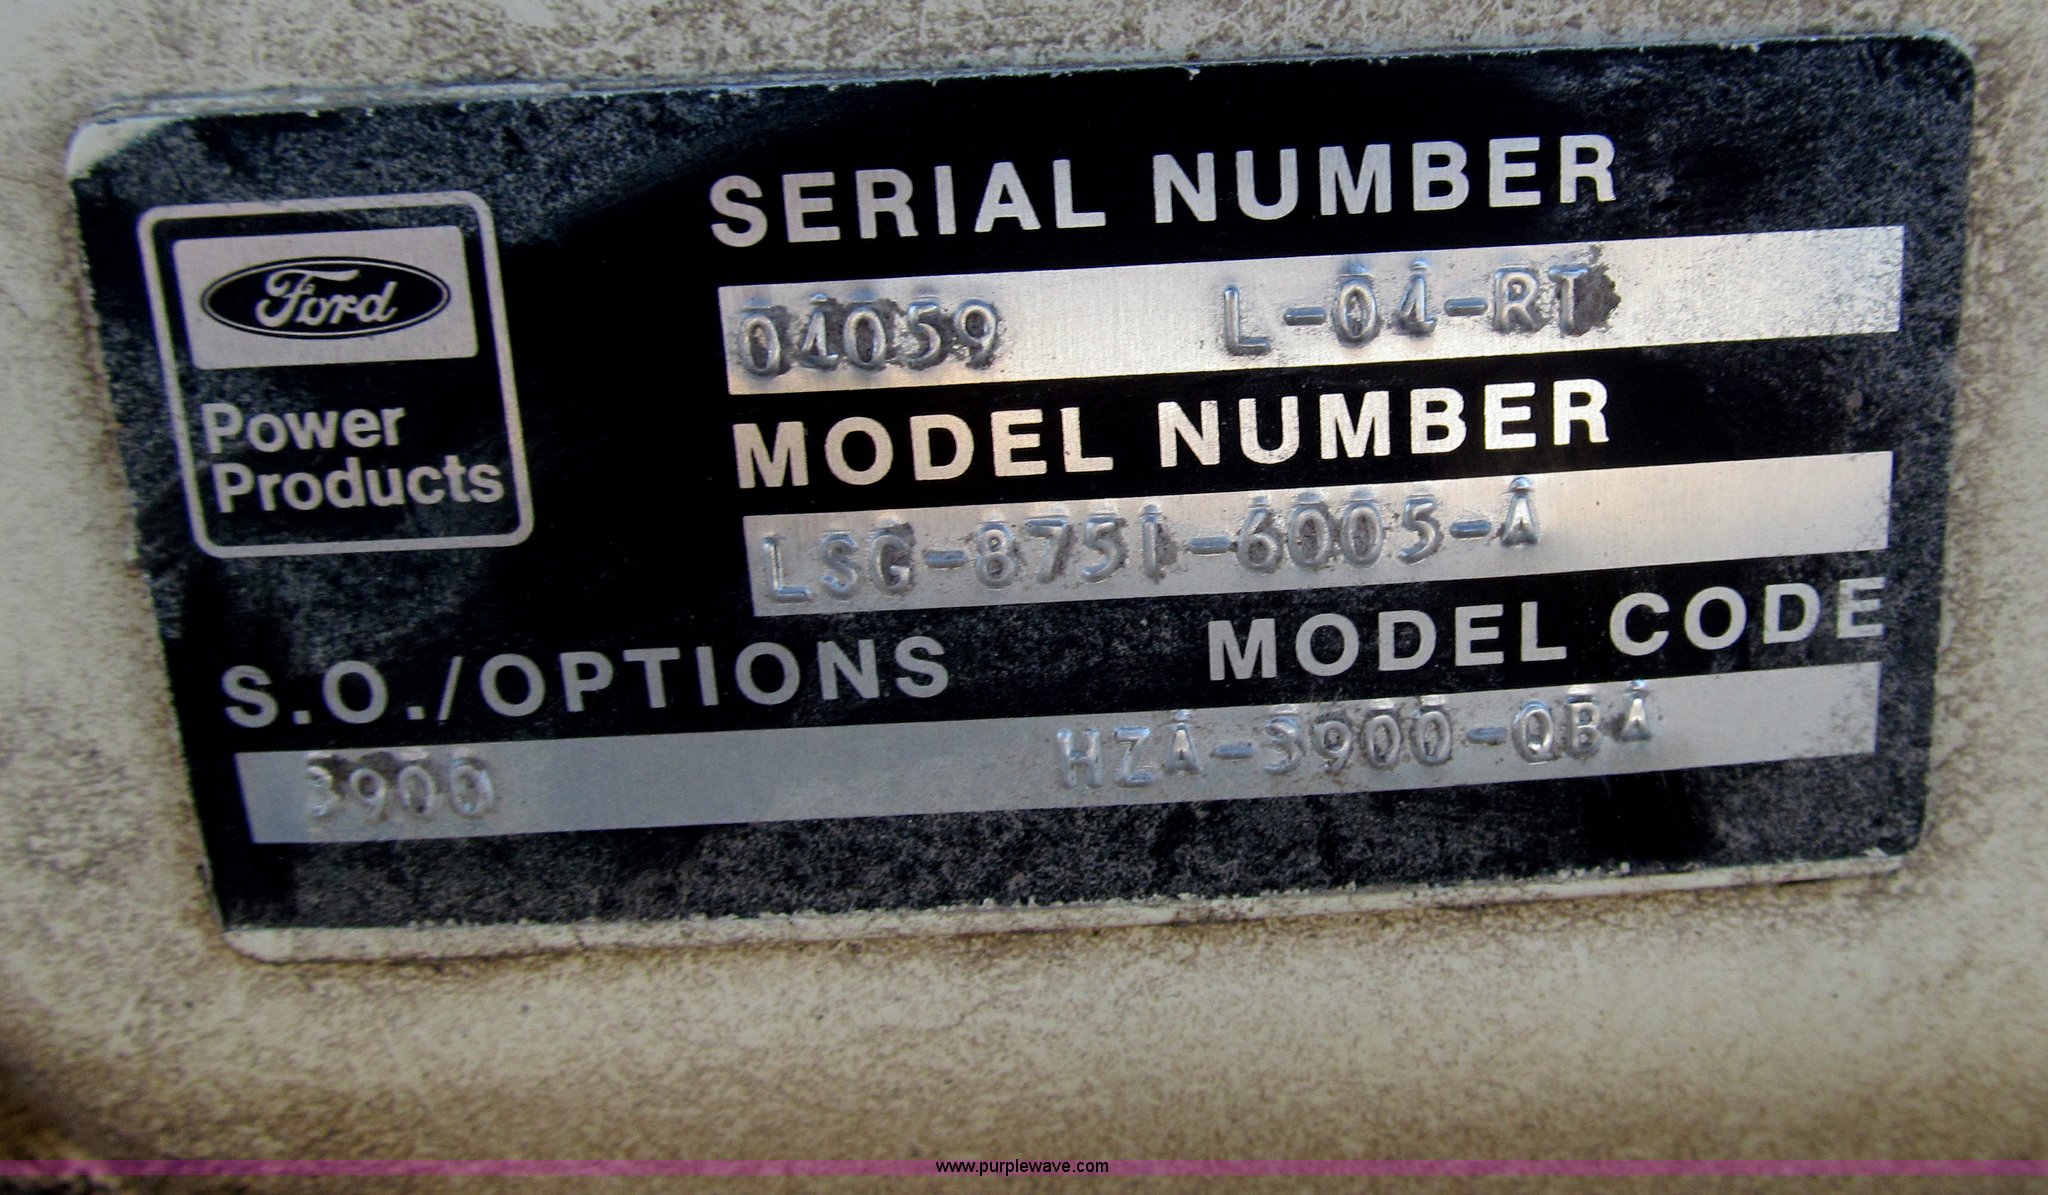 Ford
Power
Products
SERIAL NUMBER
04059 L-04-RT
MODEL NUMBER
LSG-8751-6005-A
S.O./OPTIONS MODEL CODE
3900 HZA-3900-QBA
www.purplewave.com